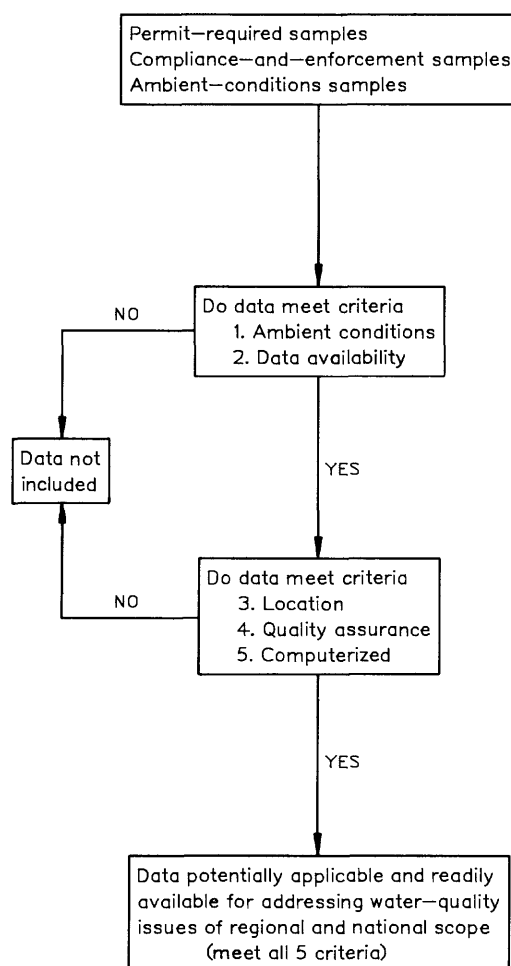 Permit-required samples
Compliance-and-enforcement samples
Ambient-conditions samples
Do data meet criteria
1. Ambient conditions
2. Data availability
NO
Data not
included
YES
Do data meet criteria
3. Location
4. Quality assurance
5. Computerized
NO
YES
Data potentially applicable and readily
available for addressing water-quality
issues of regional and national scope
(meet all 5 criteria)